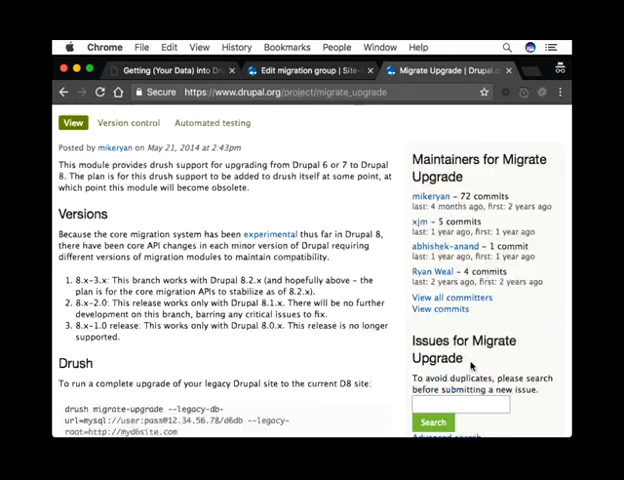 Chrome File Edit View History Bookmarks People Window Help
Getting (Your Data) into Dru
Edit migration group | Site-I
Migrate Upgrade | Drupal.o
Secure https://www.drupal.org/project/migrate_upgrade
View Version control Automated testing
Posted by mikeryan on May 21, 2014 at 2:43pm
This module provides drush support for upgrading from Drupal 6 or 7 to Drupal
8. The plan is for this drush support to be added to drush itself at some point, at
which point this module will become obsolete.
Versions
Because the core migration system has been experimental thus far in Drupal 8,
there have been core API changes in each minor version of Drupal requiring
different versions of migration modules to maintain compatibility.
1. 8.x-3.x: This branch works with Drupal 8.2.x (and hopefully above - the
plan is for the core migration APIs to stabilize as of 8.2.x).
2. 8.x-2.0: This release works only with Drupal 8.1.x. There will be no further
development on this branch, barring any critical issues to fix.
3. 8.x-1.0 release: This works only with Drupal 8.0.x. This release is no longer
supported.
Drush
To run a complete upgrade of your legacy Drupal site to the current D8 site:
drush migrate-upgrade --legacy-db-
url=mysql://user:pass@12.34.56.78/d6db --legacy-
root=http://myd6site.com
Maintainers for Migrate
Upgrade
mikeryan - 72 commits
last: 4 months ago, first: 2 years ago
xjm - 5 commits
last: 1 year ago, first: 1 year ago
abhishek-anand - 1 commit
last: 1 year ago, first: 1 year ago
Ryan Weal - 4 commits
last: 2 years ago, first: 2 years ago
View all committers
View commits
Issues for Migrate
Upgrade
To avoid duplicates, please search
before submitting a new issue.
Search
Advanced search